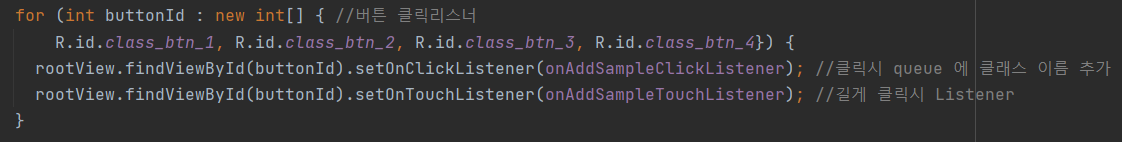 for (int buttonId : new int[] { //버튼 클릭리스너
R.id.class_btn_1, R.id.class_btn_2, R.id.class_btn_3, R.id.class_btn_4}) {
rootView.findViewById(buttonId).setOnClickListener(onAddSampleClickListener); //클릭시 queue 에 클래스 이름 추가
rootView.findViewById(buttonId).setOnTouchListener(onAddSampleTouchListener); //길게 클릭시 Listener
}